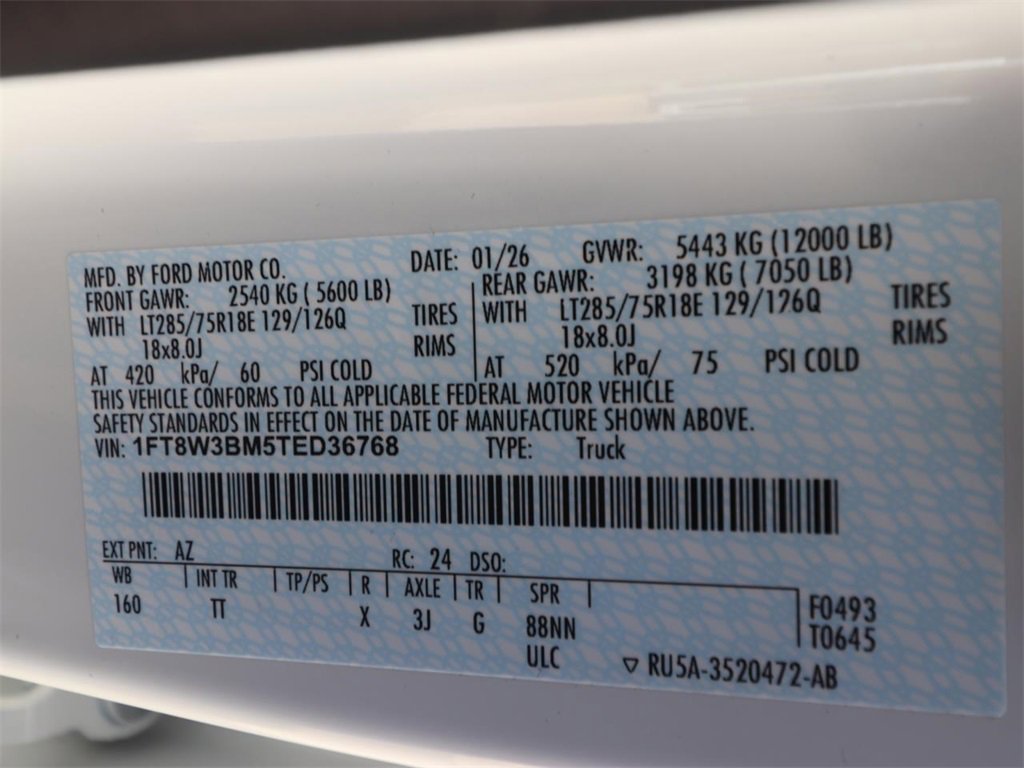 MFD. BY FORD MOTOR CO. DATE: 01/26 GVWR: 5443 KG (12000 LB)
FRONT GAWR: 2540 KG ( 5600 LB) REAR GAWR: 3198 KG ( 7050 LB)
WITH LT285/75R18E 129/126Q TIRES WITH LT285/75R18E 129/126Q TIRES
18x8.0J RIMS 18x8.0J RIMS
AT 420 kPa/ 60 PSI COLD AT 520 kPa/ 75 PSI COLD
THIS VEHICLE CONFORMS TO ALL APPLICABLE FEDERAL MOTOR VEHICLE
SAFETY STANDARDS IN EFFECT ON THE DATE OF MANUFACTURE SHOWN ABOVE.
VIN: 1FT8W3BM5TED36768 TYPE: Truck
EXT PNT: AZ RC: 24 DSO:
WB INT TR TP/PS R AXLE TR SPR F0493
160 TT X 3J G 88NN T0645
ULC RU5A-3520472-AB